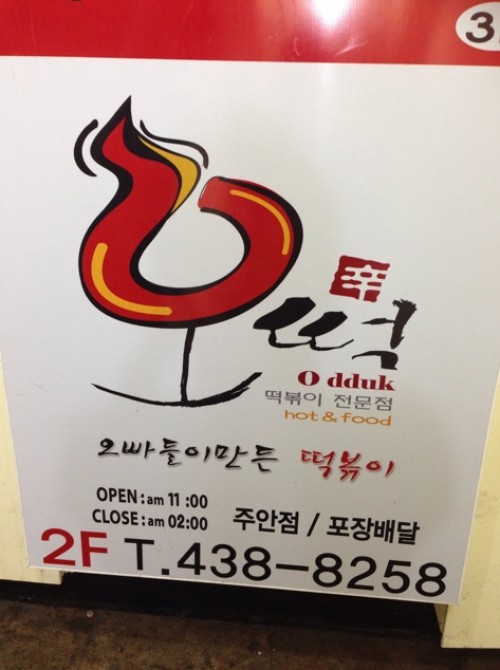 3
辛
오떡
O dduk
떡볶이 전문점
hot & food
오빠들이만든 떡볶이
OPEN : am 11 :00
CLOSE : am 02:00
주안점 / 포장배달
2F T.438-8258